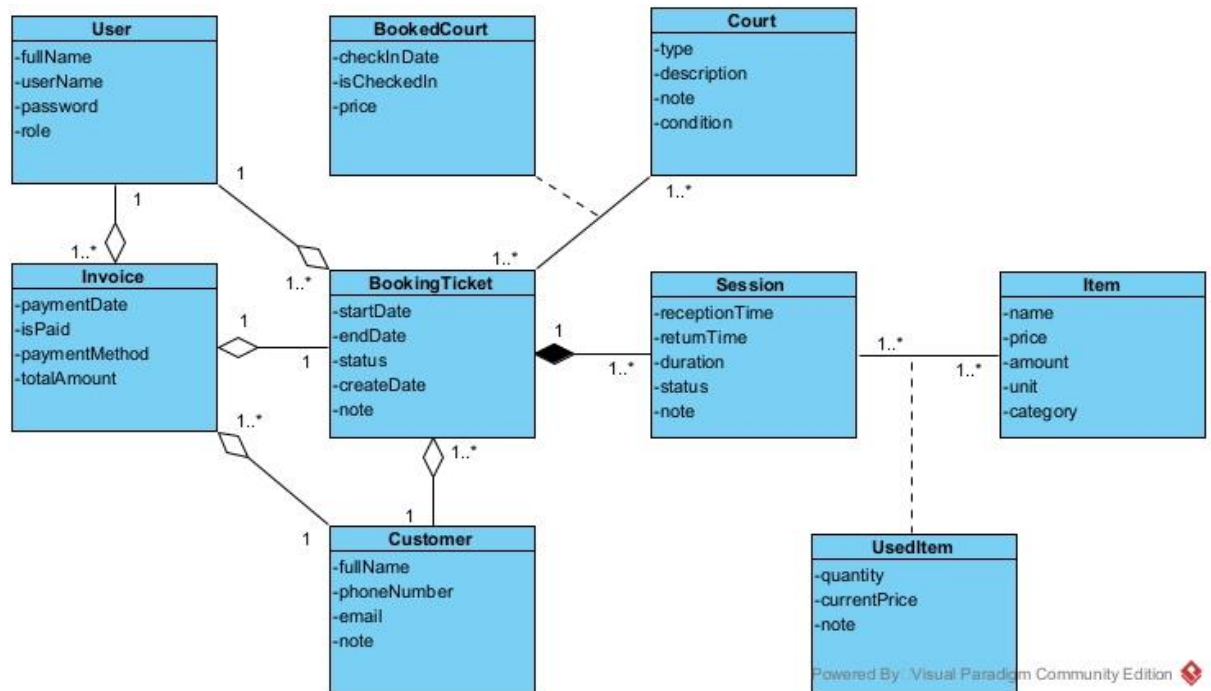 User
-fullName
-userName
-password
-role
BookedCourt
-checkInDate
-isCheckedIn
-price
Court
-type
-description
-note
-condition
1
1
1..*
1..*
1..*
1..*
Invoice
-paymentDate
-isPaid
-paymentMethod
-totalAmount
1
1
BookingTicket
-startDate
-endDate
-status
-createDate
-note
1
1..*
Session
-receptionTime
-returnTime
-duration
-status
-note
1..*
1..*
Item
-name
-price
-amount
-unit
-category
1..*
1..*
1
1
Customer
-fullName
-phoneNumber
-email
-note
UsedItem
-quantity
-currentPrice
-note
Powered By Visual Paradigm Community Edition